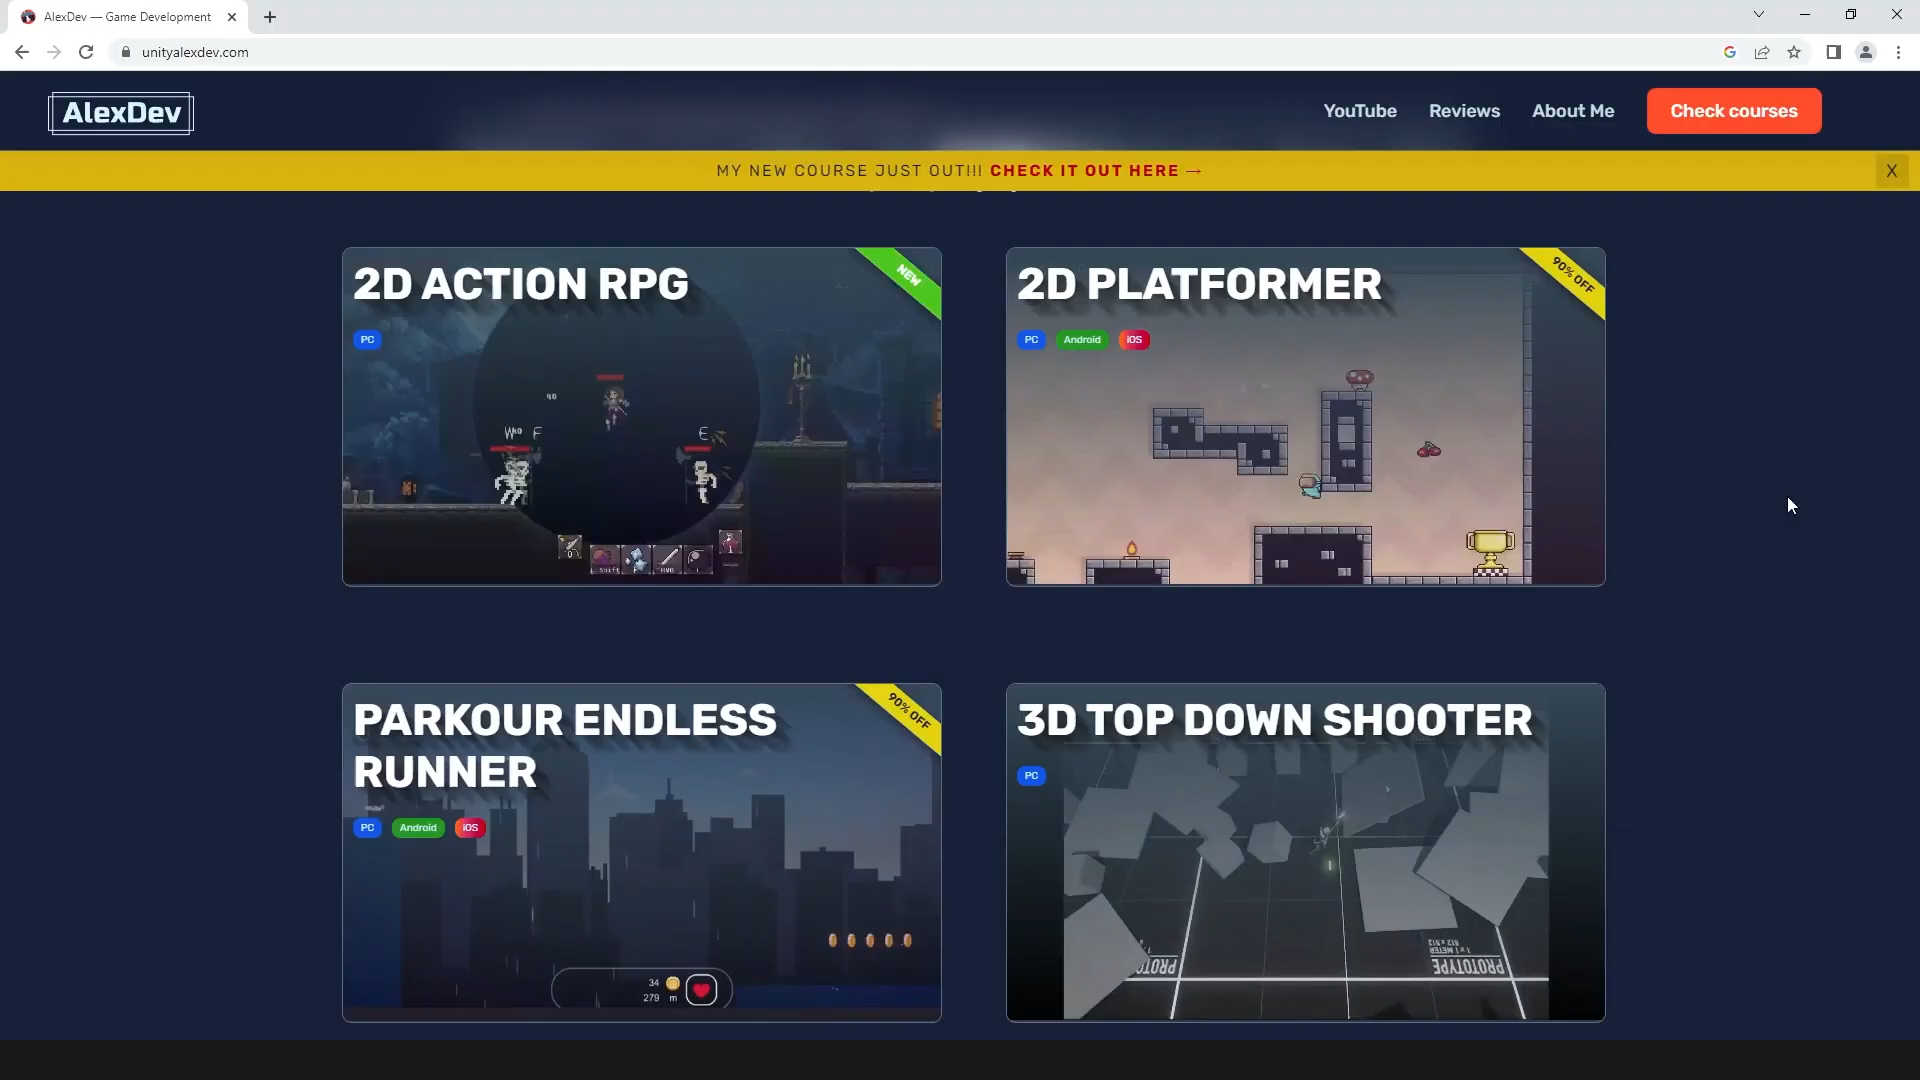 AlexDev — Game Development
unityalexdev.com
AlexDev
YouTube
Reviews
About Me
Check courses
MY NEW COURSE JUST OUT!!! CHECK IT OUT HERE →
X
2D ACTION RPG
NEW
PC
40
E
2D PLATFORMER
90% OFF
PC
Android
iOS
PARKOUR ENDLESS
RUNNER
90% OFF
PC
Android
iOS
34
279 m
3D TOP DOWN SHOOTER
PC
PROTOTYPE